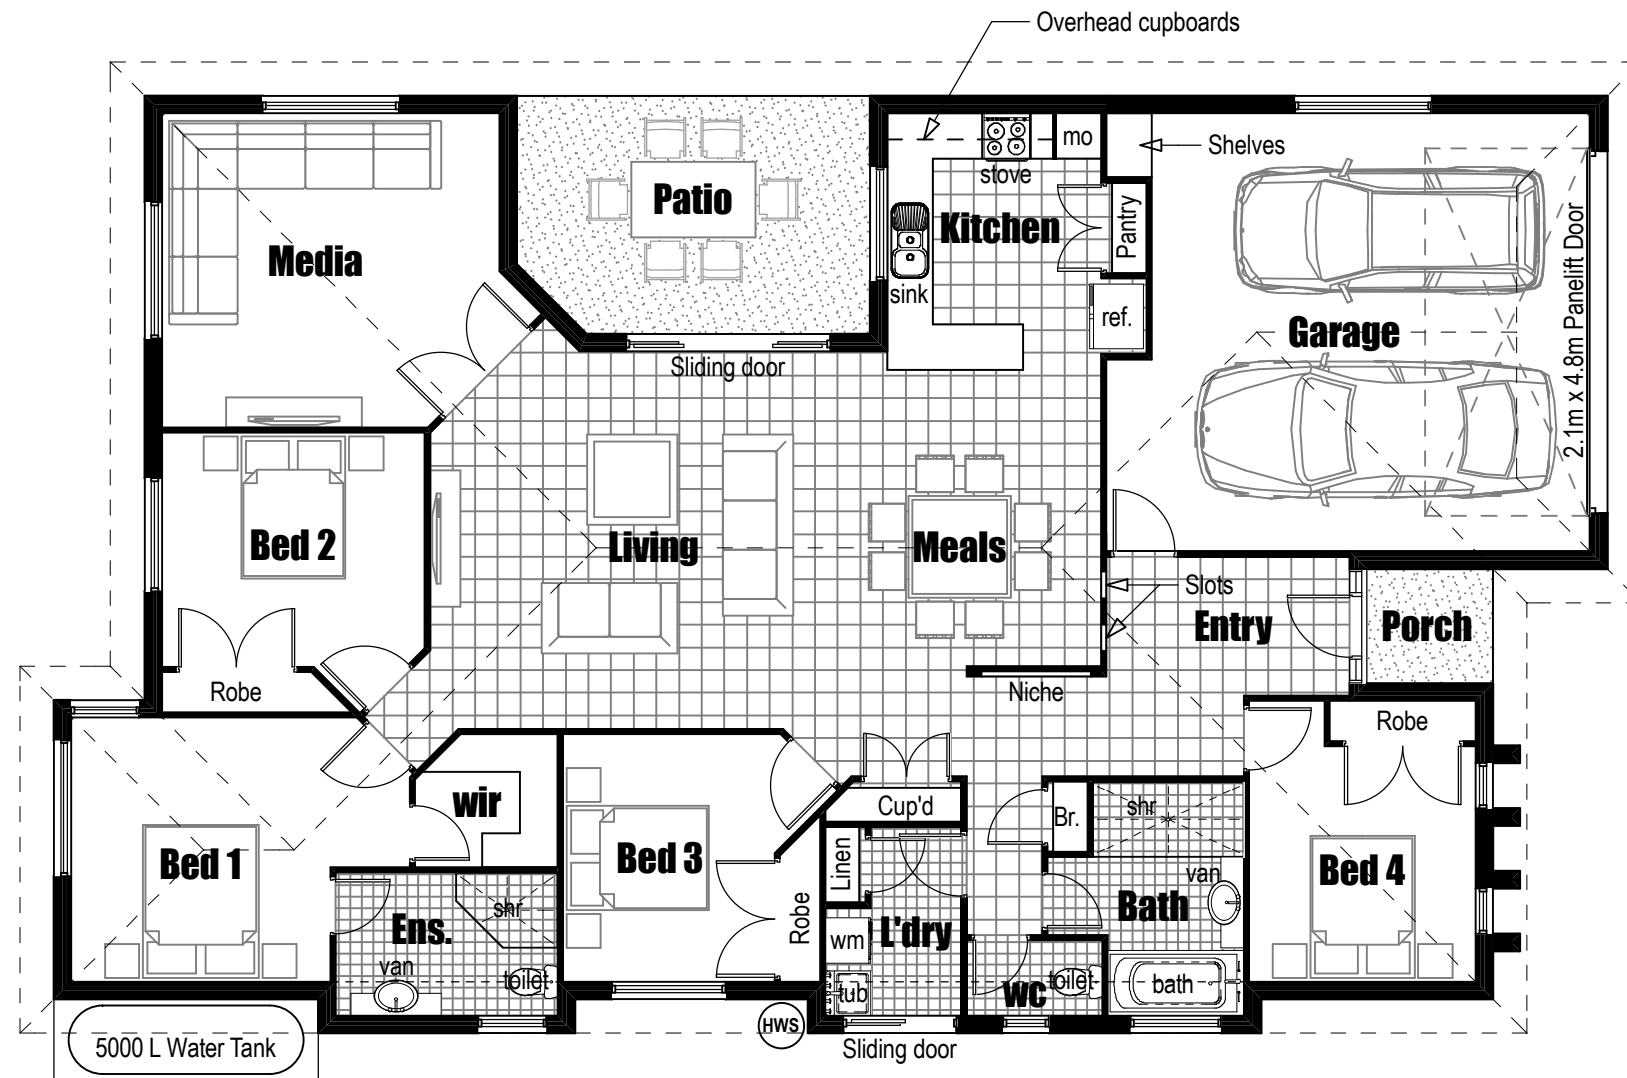 Overhead cupboards
mo
Shelves
stove
Patio
Kitchen
Pantry
Media
sink
ref.
Garage
2.1m x 4.8m Panelift Door
Sliding door
Bed 2
Living
Meals
Slots
Entry
Porch
Robe
Niche
Robe
wir
Cup'd
Br.
shr
Bed 1
Bed 3
Linen
Bed 4
van
shr
Ens.
Robe
L'dry
Bath
wm
van
toilet
tub
wc
toilet
bath
HWS
5000 L Water Tank
Sliding door